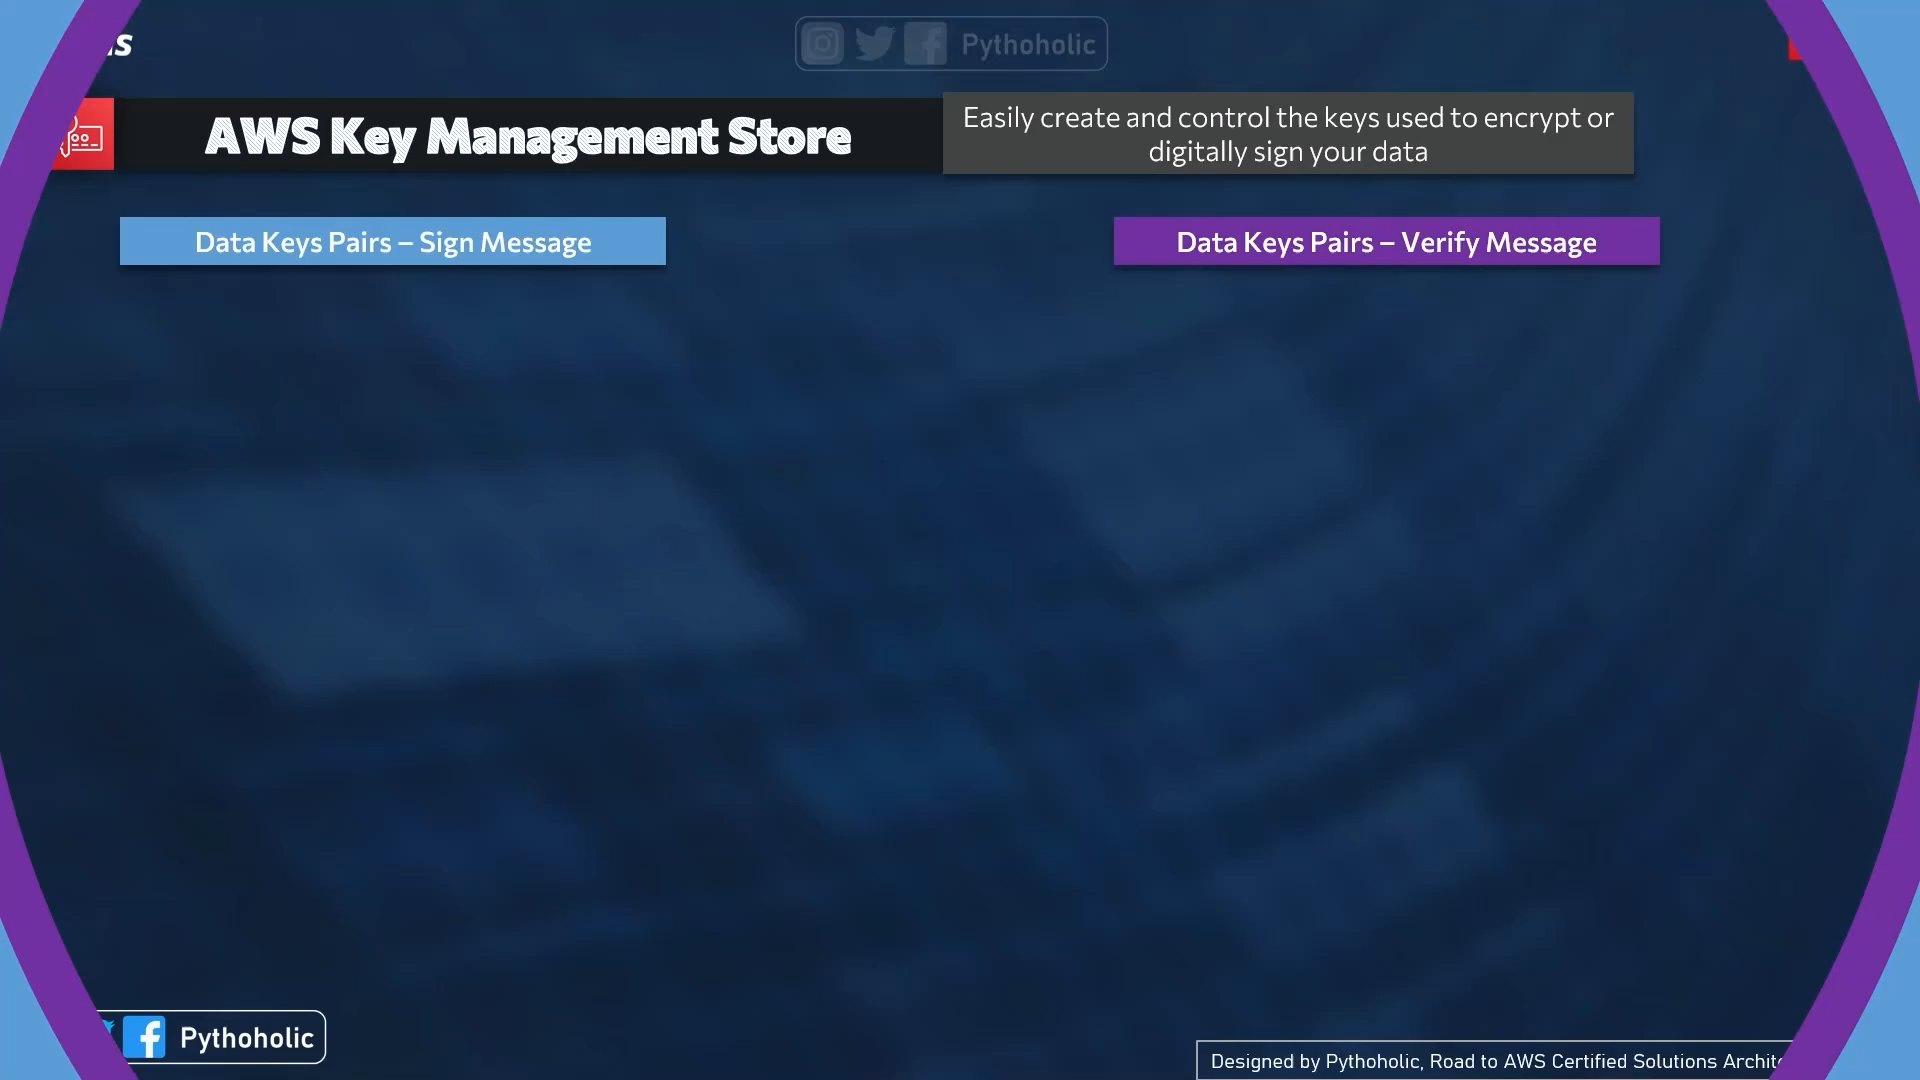 Pythoholic
AWS Key Management Store
Easily create and control the keys used to encrypt or
digitally sign your data
Data Keys Pairs – Sign Message
Data Keys Pairs – Verify Message
Pythoholic
Designed by Pythoholic, Road to AWS Certified Solutions